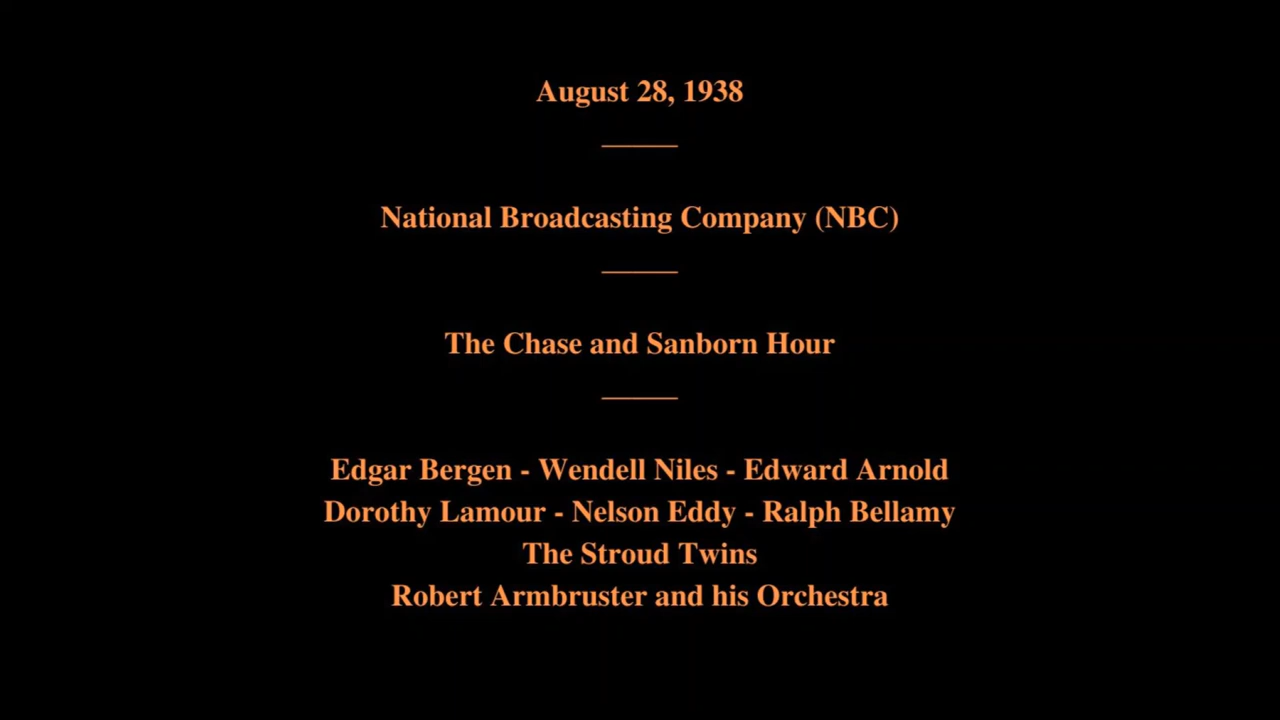 August 28, 1938
National Broadcasting Company (NBC)
The Chase and Sanborn Hour
Edgar Bergen - Wendell Niles - Edward Arnold
Dorothy Lamour - Nelson Eddy - Ralph Bellamy
The Stroud Twins
Robert Armbruster and his Orchestra